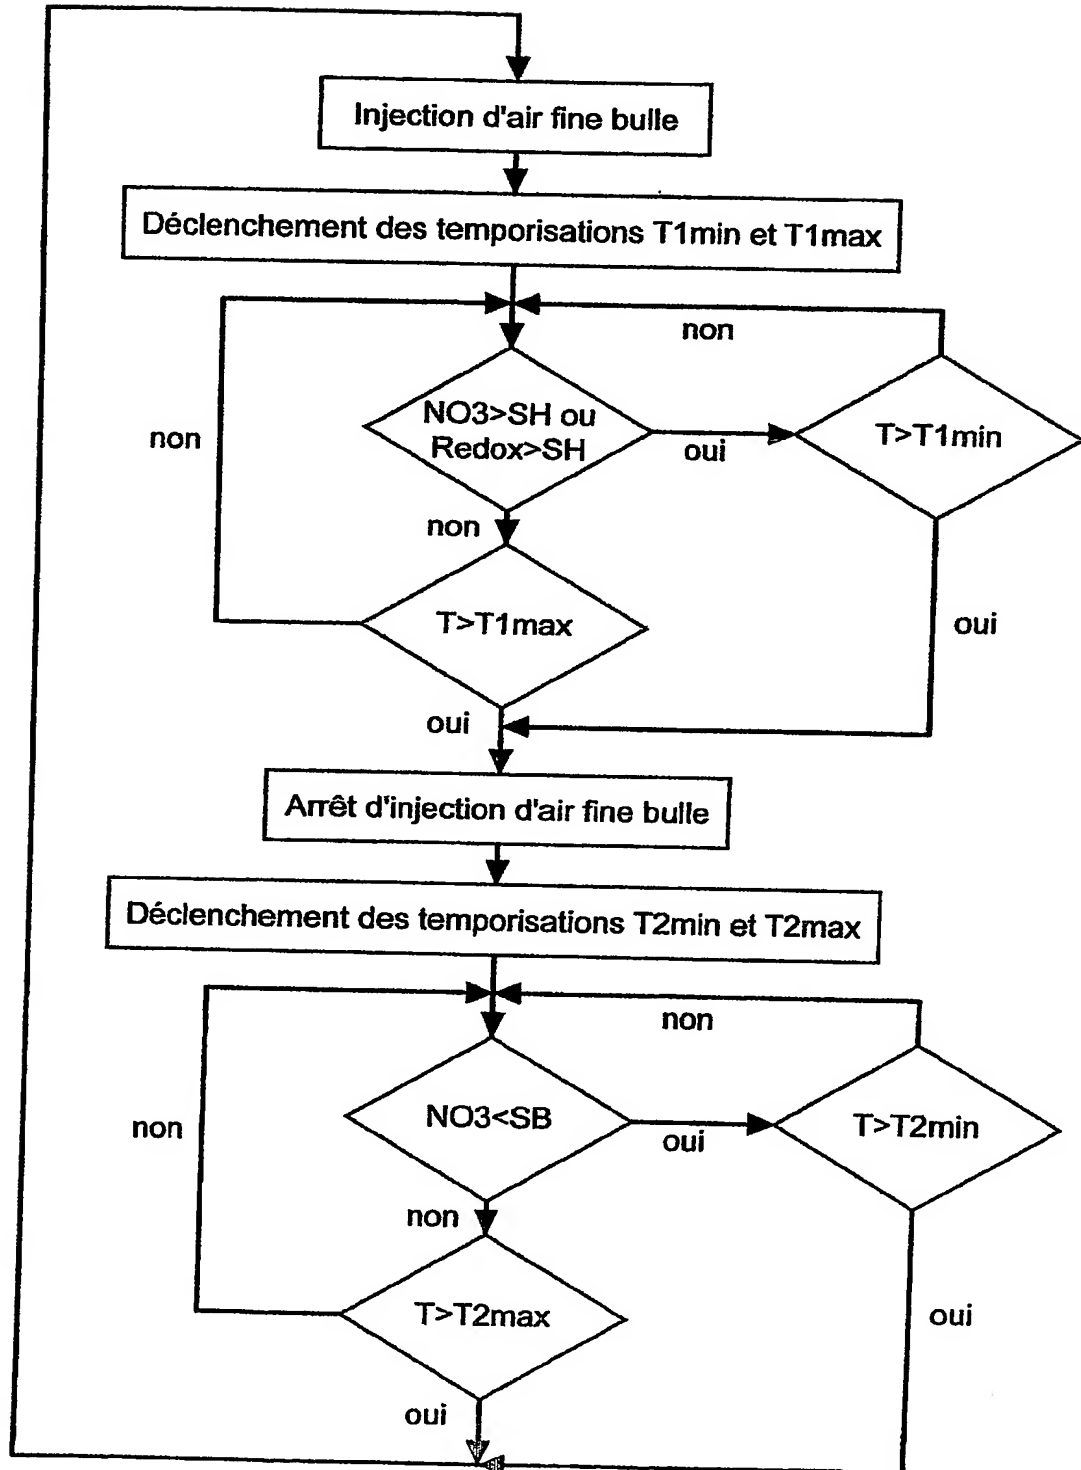 Injection d'air fine bulle
Déclenchement des temporisations T1min et T1max
non
NO3>SH ou
Redox>SH
oui
T>T1min
non
non
T>T1max
oui
oui
Arrêt d'injection d'air fine bulle
Déclenchement des temporisations T2min et T2max
non
NO3<SB
oui
T>T2min
non
non
T>T2max
oui
oui